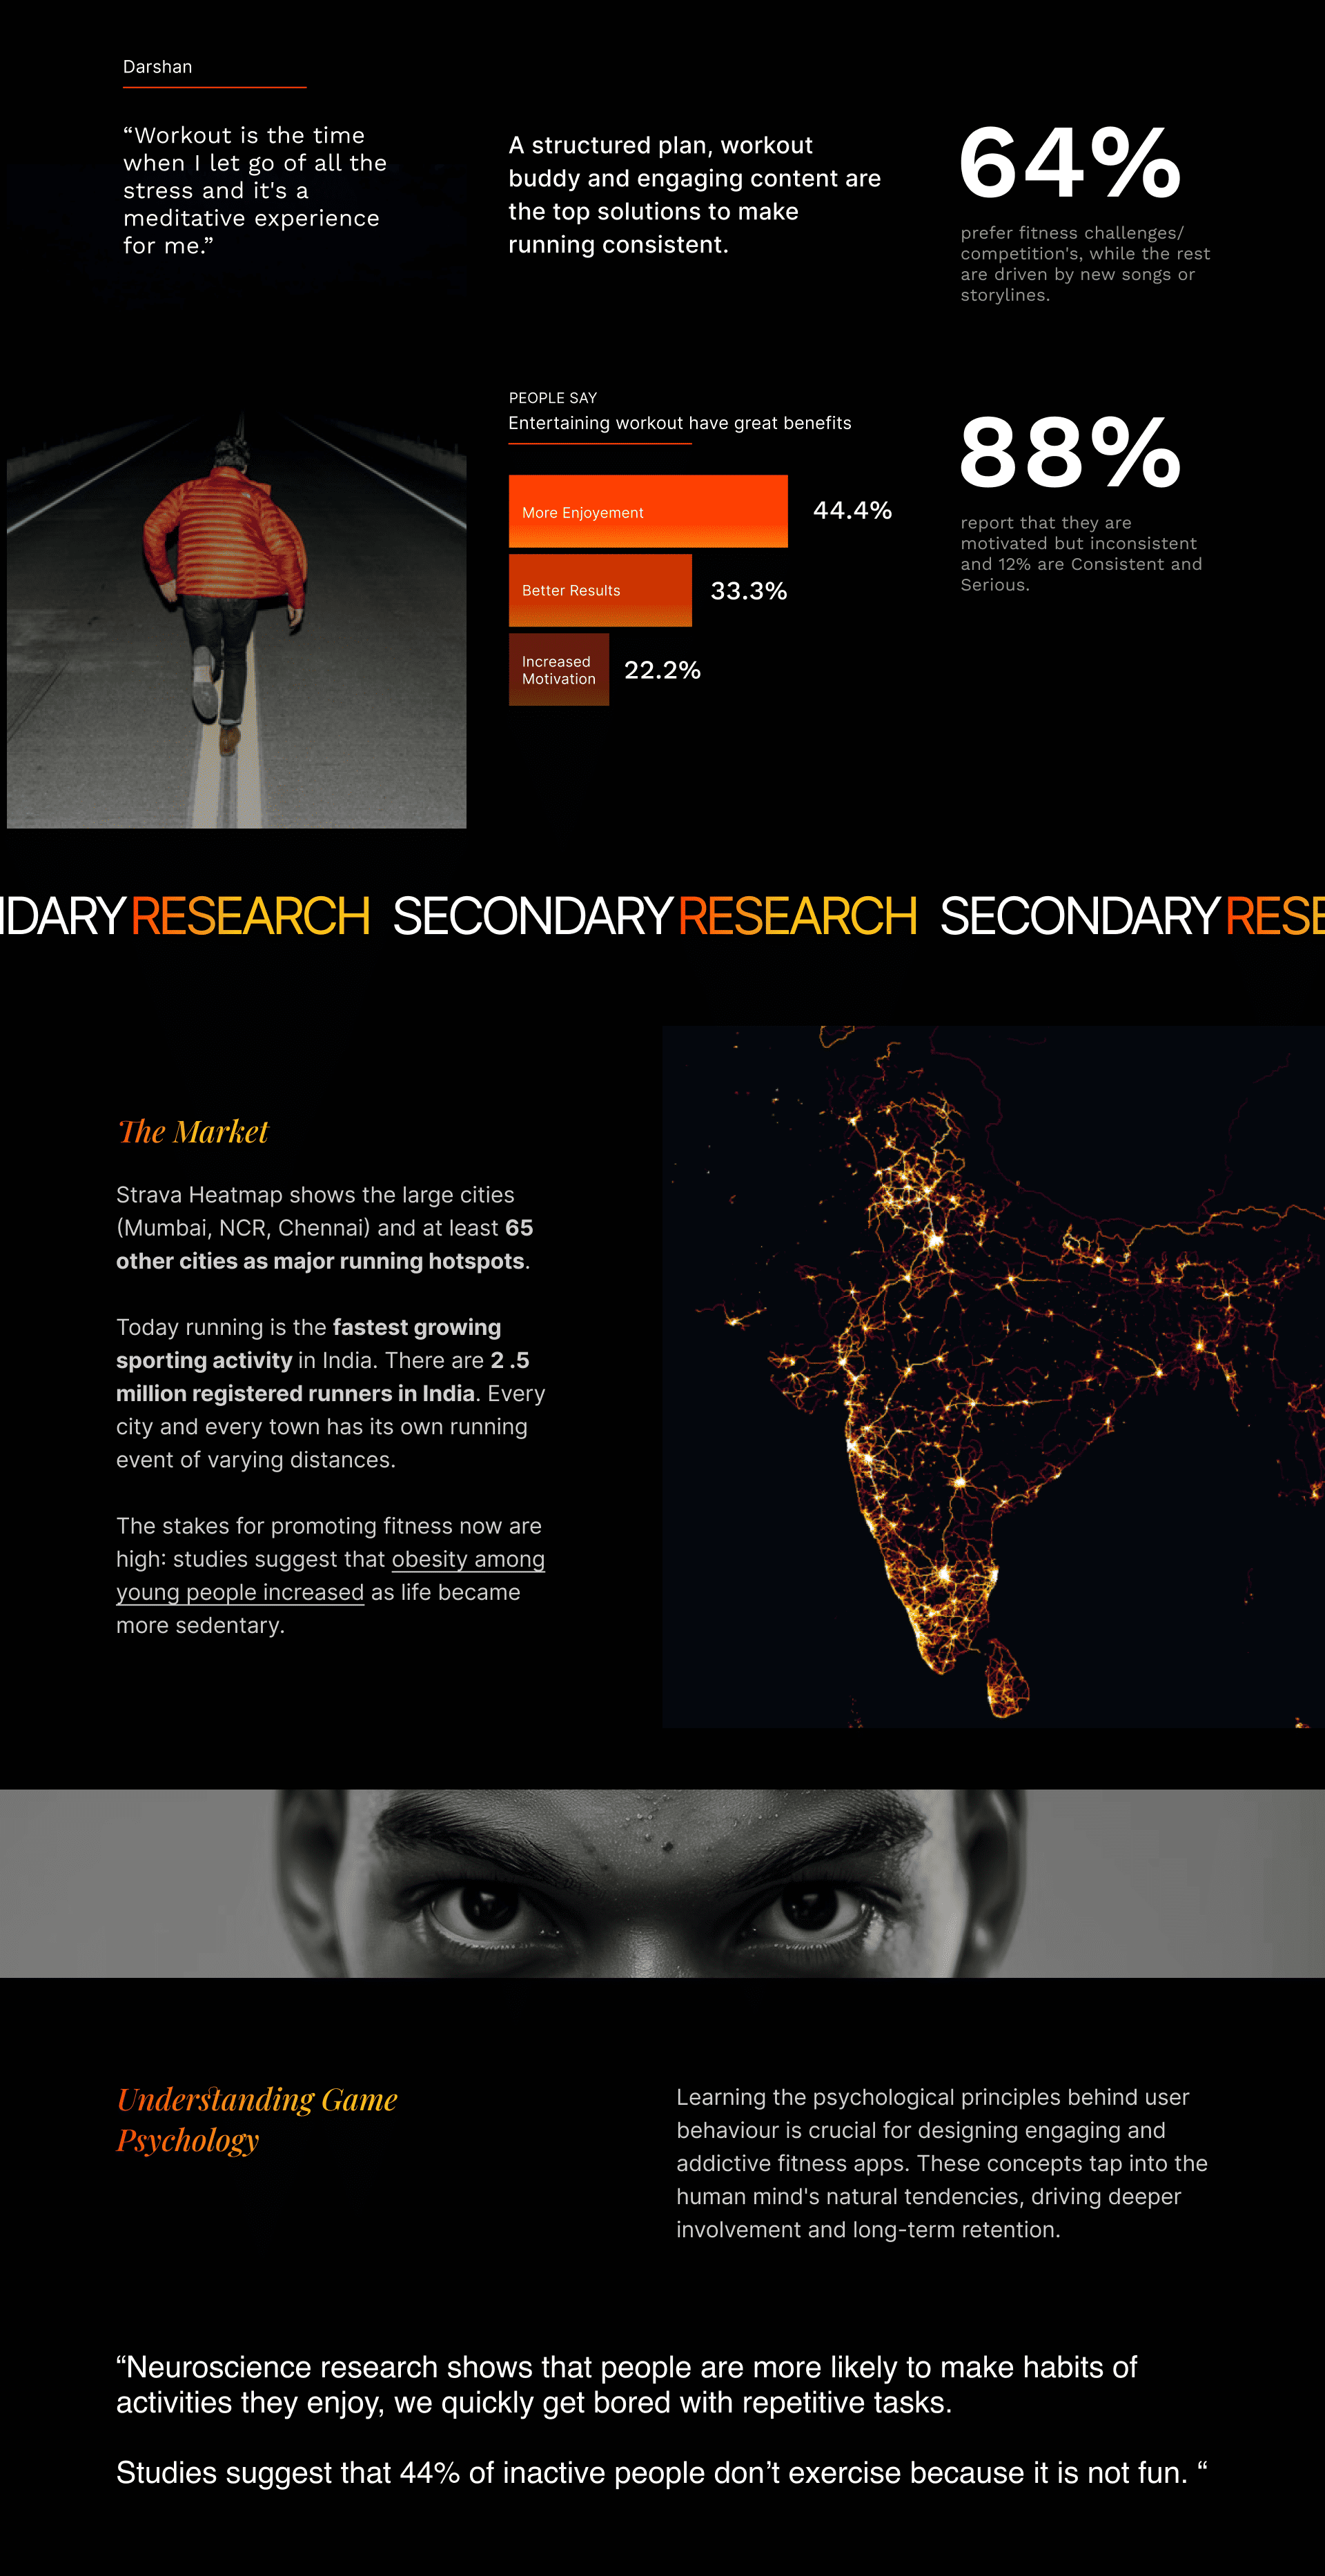 Darshan
“Workout is the time
when I let go of all the
stress and it's a
meditative experience
for me.”
A structured plan, workout
buddy and engaging content are
the top solutions to make
running consistent.
64%
prefer fitness challenges/
competition's, while the rest
are driven by new songs or
storylines.
PEOPLE SAY
Entertaining workout have great benefits
More Enjoyement
44.4%
Better Results
33.3%
Increased
Motivation
22.2%
88%
report that they are
motivated but inconsistent
and 12% are Consistent and
Serious.
NDARY RESEARCH SECONDARY RESEARCH SECONDARY RESE
The Market
Strava Heatmap shows the large cities
(Mumbai, NCR, Chennai) and at least 65
other cities as major running hotspots.
Today running is the fastest growing
sporting activity in India. There are 2 .5
million registered runners in India. Every
city and every town has its own running
event of varying distances.
The stakes for promoting fitness now are
high: studies suggest that obesity among
young people increased as life became
more sedentary.
Understanding Game
Psychology
Learning the psychological principles behind user
behaviour is crucial for designing engaging and
addictive fitness apps. These concepts tap into the
human mind's natural tendencies, driving deeper
involvement and long-term retention.
“Neuroscience research shows that people are more likely to make habits of
activities they enjoy, we quickly get bored with repetitive tasks.
Studies suggest that 44% of inactive people don’t exercise because it is not fun. “